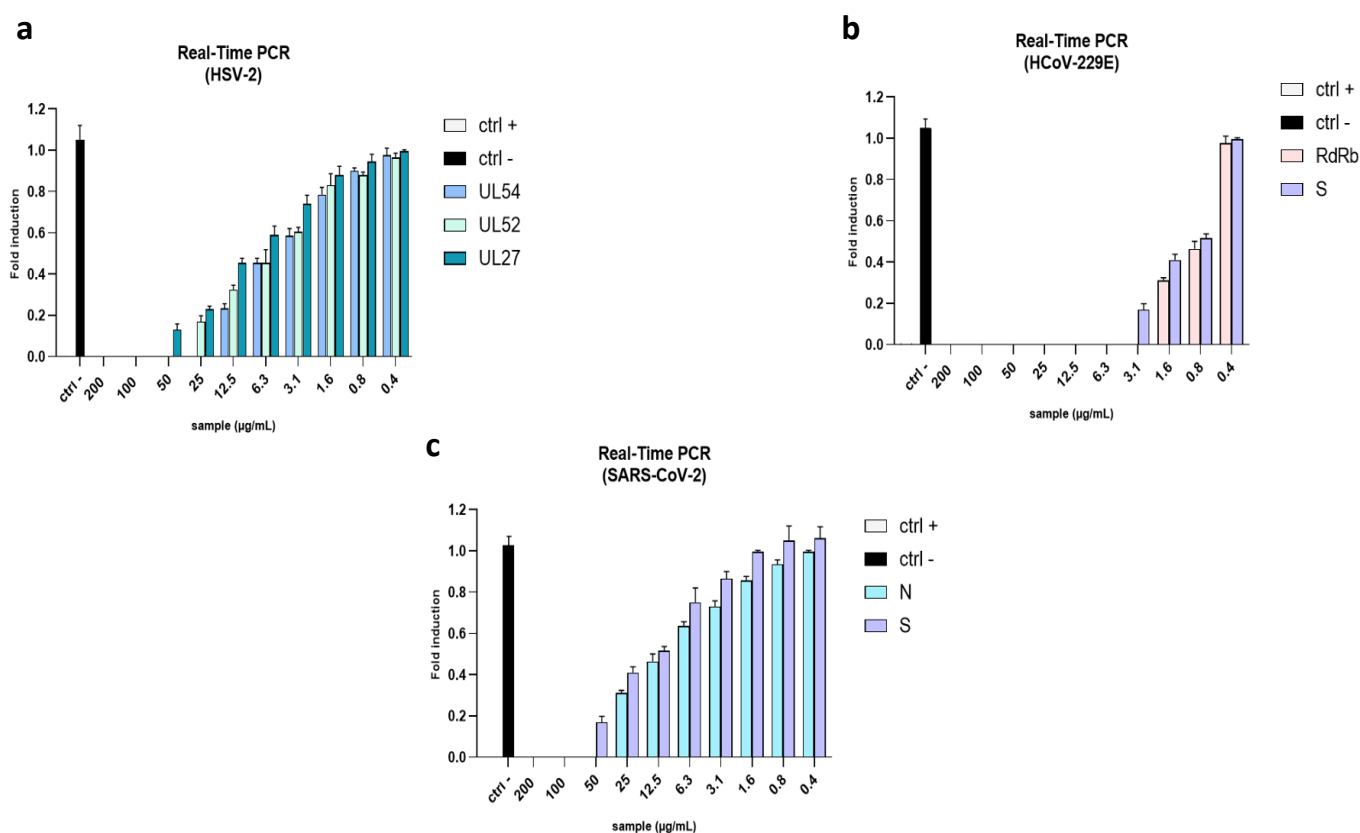 a
Real-Time PCR
(HSV-2)
Fold induction
1.2
1.0
0.8
0.6
0.4
0.2
0.0
ctrl -
200
100
50
25
12.5
6.3
3.1
1.6
0.8
0.4
sample (µg/mL)
ctrl +
ctrl -
UL54
UL52
UL27
b
Real-Time PCR
(HCoV-229E)
Fold induction
1.2
1.0
0.8
0.6
0.4
0.2
0.0
ctrl -
200
100
50
25
12.5
6.3
3.1
1.6
0.8
0.4
sample (µg/mL)
ctrl +
ctrl -
RdRb
S
c
Real-Time PCR
(SARS-CoV-2)
Fold induction
1.2
1.0
0.8
0.6
0.4
0.2
0.0
ctrl -
200
100
50
25
12.5
6.3
3.1
1.6
0.8
0.4
sample (µg/mL)
ctrl +
ctrl -
N
S